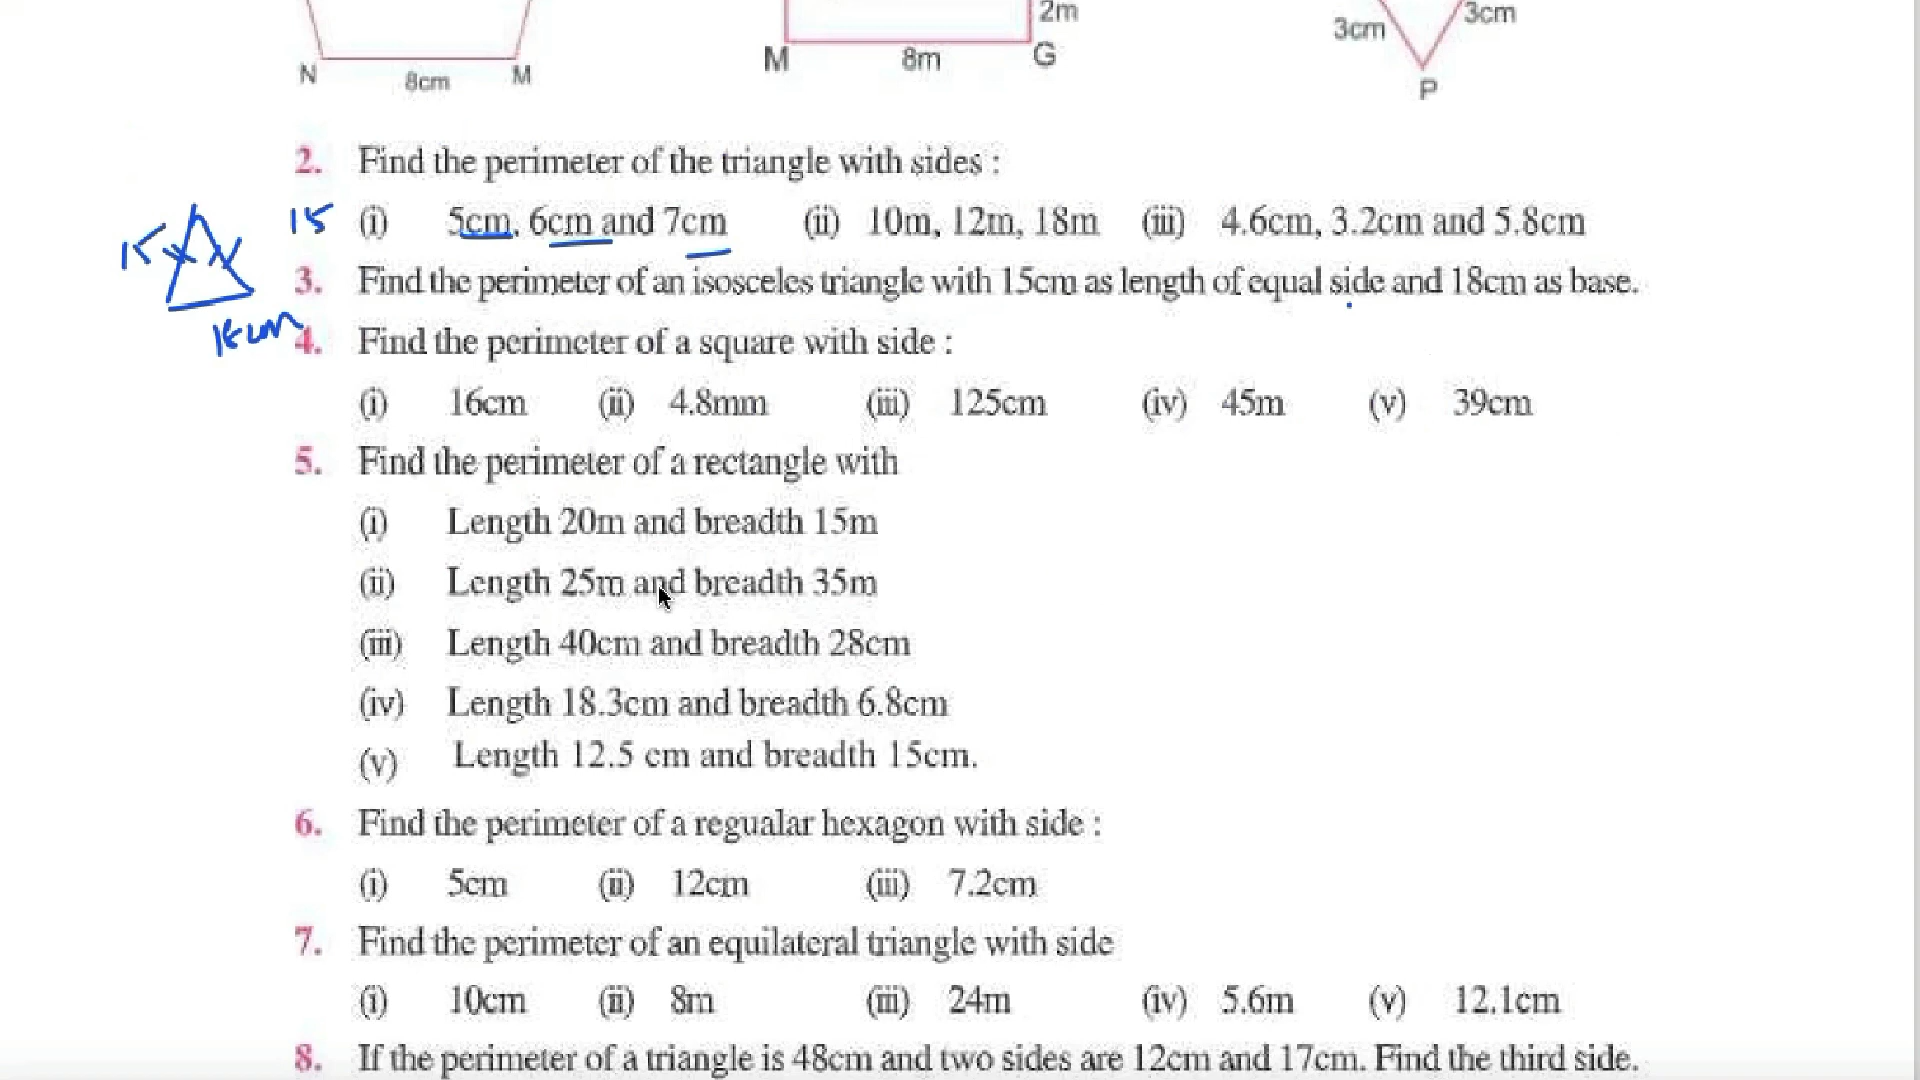 2m
3cm
3cm
M
8m
G
N
8cm
M
P
2. Find the perimeter of the triangle with sides :
15 (i) 5cm, 6cm and 7cm (ii) 10m, 12m, 18m (iii) 4.6cm, 3.2cm and 5.8cm
15
3. Find the perimeter of an isosceles triangle with 15cm as length of equal side and 18cm as base.
18cm
4. Find the perimeter of a square with side :
(i) 16cm (ii) 4.8mm (iii) 125cm (iv) 45m (v) 39cm
5. Find the perimeter of a rectangle with
(i) Length 20m and breadth 15m
(ii) Length 25m and breadth 35m
(iii) Length 40cm and breadth 28cm
(iv) Length 18.3cm and breadth 6.8cm
(v) Length 12.5 cm and breadth 15cm.
6. Find the perimeter of a regualar hexagon with side :
(i) 5cm (ii) 12cm (iii) 7.2cm
7. Find the perimeter of an equilateral triangle with side
(i) 10cm (ii) 8m (iii) 24m (iv) 5.6m (v) 12.1cm
8. If the perimeter of a triangle is 48cm and two sides are 12cm and 17cm. Find the third side.